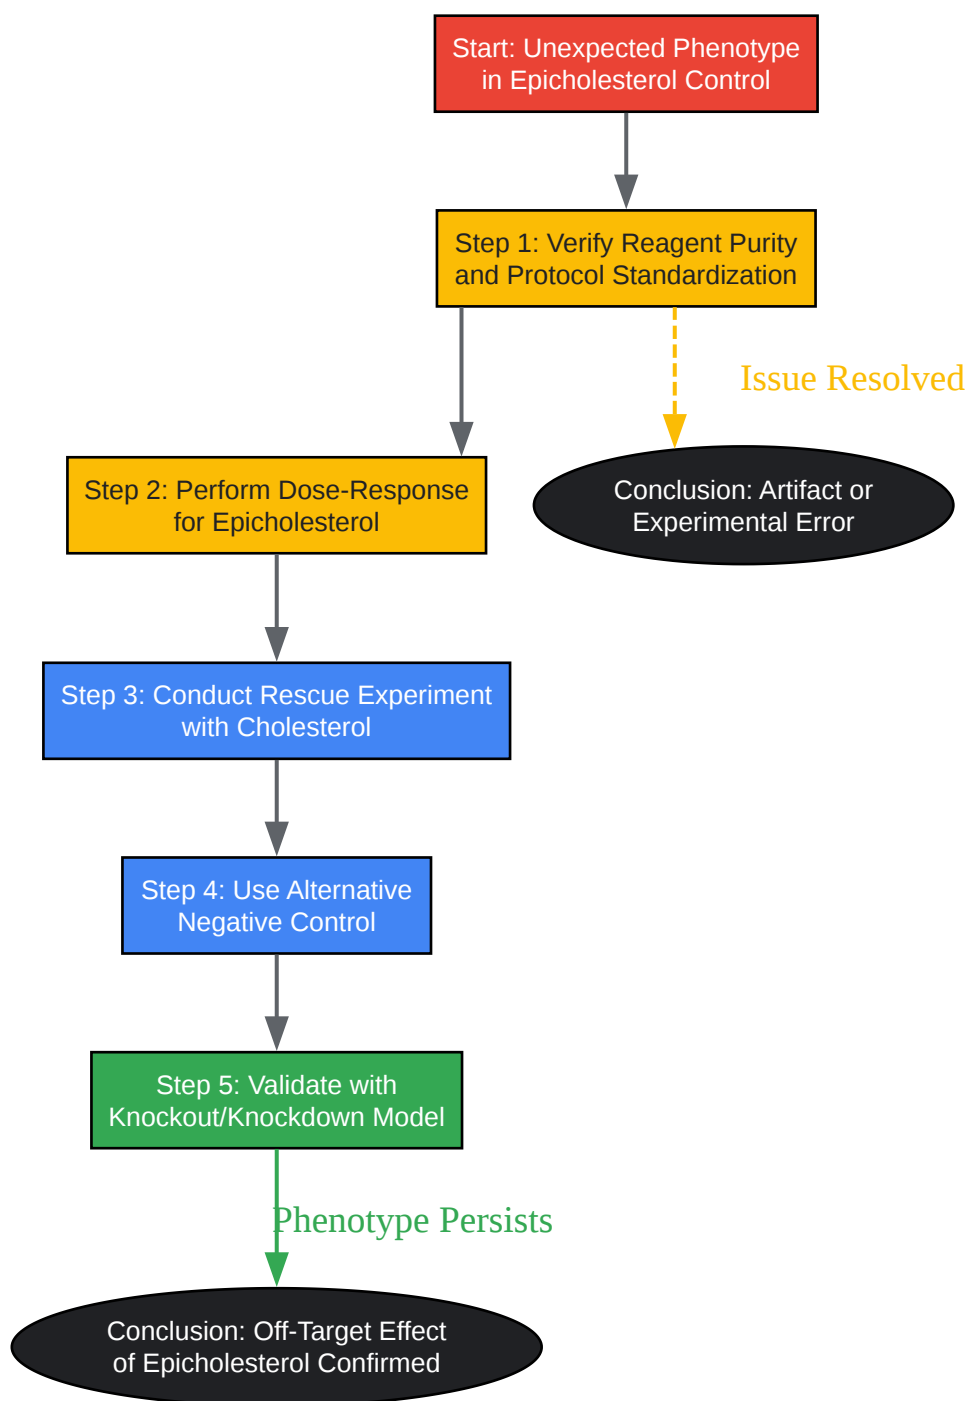 Start: Unexpected Phenotype
in Epicholesterol Control
Step 1: Verify Reagent Purity
and Protocol Standardization
Issue Resolved
Step 2: Perform Dose-Response
for Epicholesterol
Conclusion: Artifact or
Experimental Error
Step 3: Conduct Rescue Experiment
with Cholesterol
Step 4: Use Alternative
Negative Control
Step 5: Validate with
Knockout/Knockdown Model
Phenotype Persists
Conclusion: Off-Target Effect
of Epicholesterol Confirmed